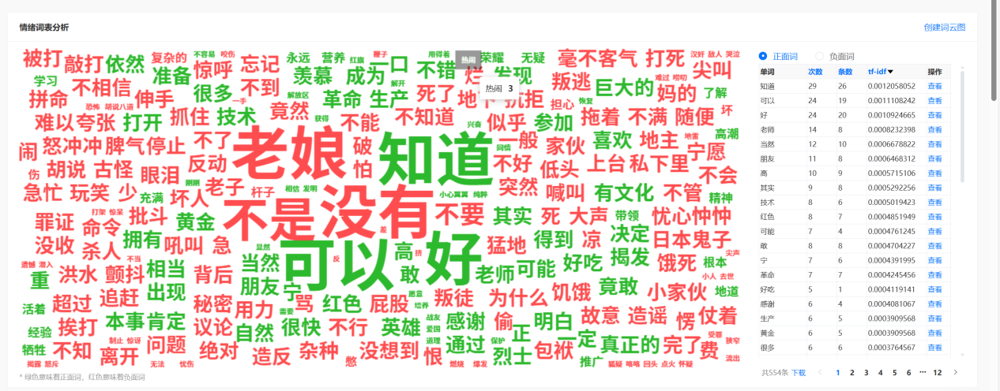 情绪词表分析
创建词云图
被打 敲打 依然 复杂的 不容易 咬伤 惊呼 忘记 永远 营养 红旗 鞭子 一口 用得着 不错 热闹 荣耀 无疑 发现 毫不客气 打死 汉奸 敌人 哭泣 尖叫
学习 不相信 准备 很多 不到 羡慕 成为 解开 热闹 3 叛逃 巨大的 难过 唠叨 妈的 了解
拼命 恐怖 胡说八道 伸手 一手 解放区 革命 生产 死了 抗拒 担心 恢复 坏
难以 夸张 打开 抓住 技术 竟然 获得 不能 不知道 兴奋 似乎 参加 拖着 不满 随便 高潮
闹 怒冲冲 脾气 停止 不了 老娘 破 知道 同情 一般 家伙 喜欢 地主 地雷 宁愿
伤 胡说 古怪 眼泪 反动 怕 不好 低头 上台 私下里 不会
急忙 玩笑 少 充满 坏人 刚刚 老子 杆子 相信 发明 小心翼翼 纯粹 突然 喊叫 有文化 不管 精神
罪证 打架 惊呆 命令 批斗 黄金 不是 没有 差 不要 其实 死 大声 带领 忧心忡忡
没收 杀人 拥有 吼叫 急 显然 可以 反 高 挤 好 猛地 得到 凉 决定 日本鬼子 尖声
遗憾 潜入 不当 重 洪水 颤抖 相当 背后 当然 敢 老师 可能 好吃 揭发 饿死 根本
朋友 宁 小人 去世
活着 超过 追赶 出现 秘密 用力 需要 骂 红色 屁股 愿意 培养 叛徒 为什么 饥饿 竟敢 小家伙 地道
经验 挨打 本事 肯定 议论 自然 很快 不行 英雄 战友 爱国 感谢 偷 正 明白 故意 造谣 愣 仗着
牺牲 不知 制止 惊讶 离开 问题 绝对 造反 杂种 憋 没想到 道理 恨 通过 保护 烈士 包袱 一定 真正的 完了 受罪 狭窄 费
揭露 怒斥 无法 忧伤 燃烧 爆发 推广 狐疑 咯咯 回头 点火 怀疑 流出
* 绿色意味着正面词，红色意味着负面词
正面词 负面词
单词 次数 条数 tf-idf 操作
知道 29 26 0.0012058052 查看
可以 24 19 0.0011108242 查看
好 24 20 0.0010924665 查看
老师 14 8 0.0008232398 查看
当然 12 10 0.0006678822 查看
朋友 11 8 0.0006468312 查看
高 10 9 0.0005715106 查看
其实 9 8 0.0005292256 查看
技术 8 6 0.0005019423 查看
红色 8 7 0.0004851949 查看
可能 7 4 0.0004761245 查看
敢 8 8 0.0004704227 查看
宁 7 6 0.0004391995 查看
革命 7 7 0.0004245456 查看
好吃 5 1 0.0004119141 查看
感谢 6 4 0.0004081067 查看
生产 6 5 0.0003909568 查看
黄金 6 5 0.0003909568 查看
很多 6 6 0.0003764567 查看
共554条 下载 1 2 3 4 5 6 ··· 12